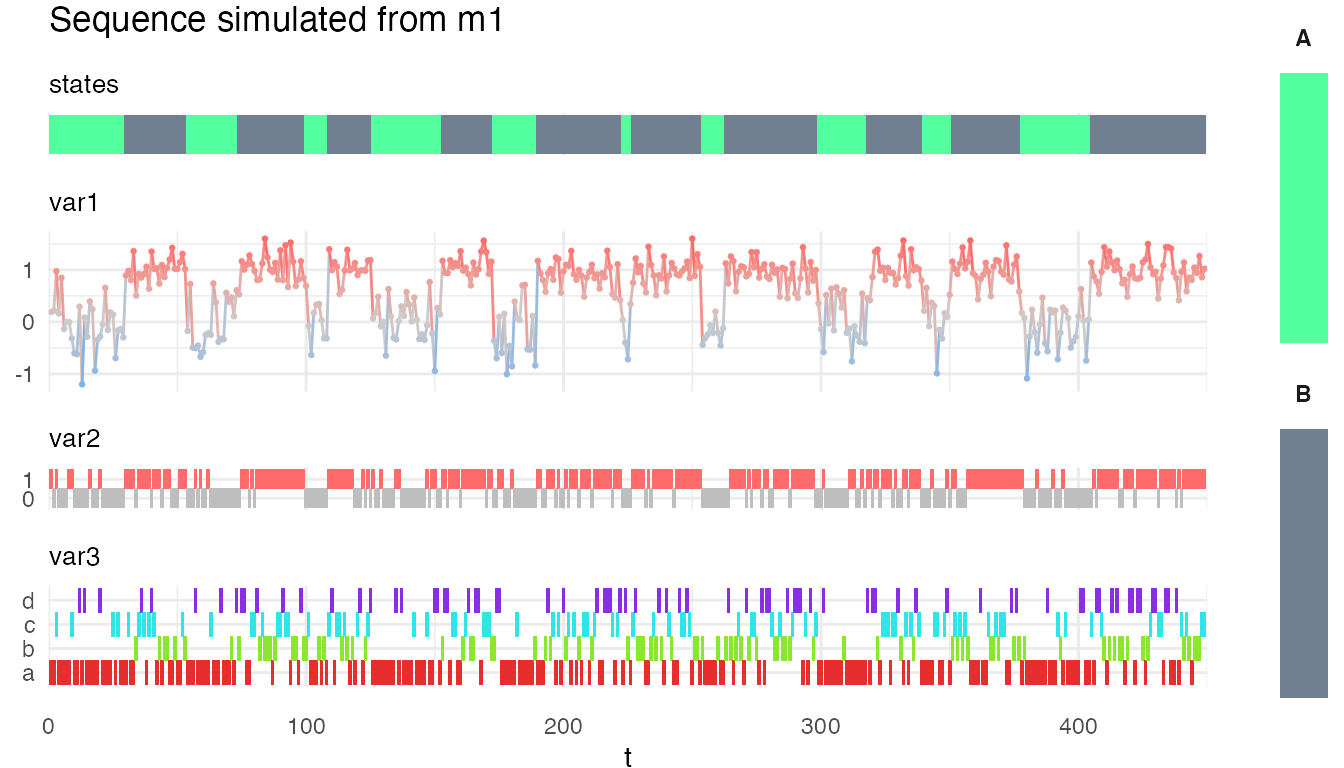 Sequence simulated from m1
A
states
var1
1
0
-1
B
var2
1
0
var3
d
c
b
a
0 100 200 300 400
t